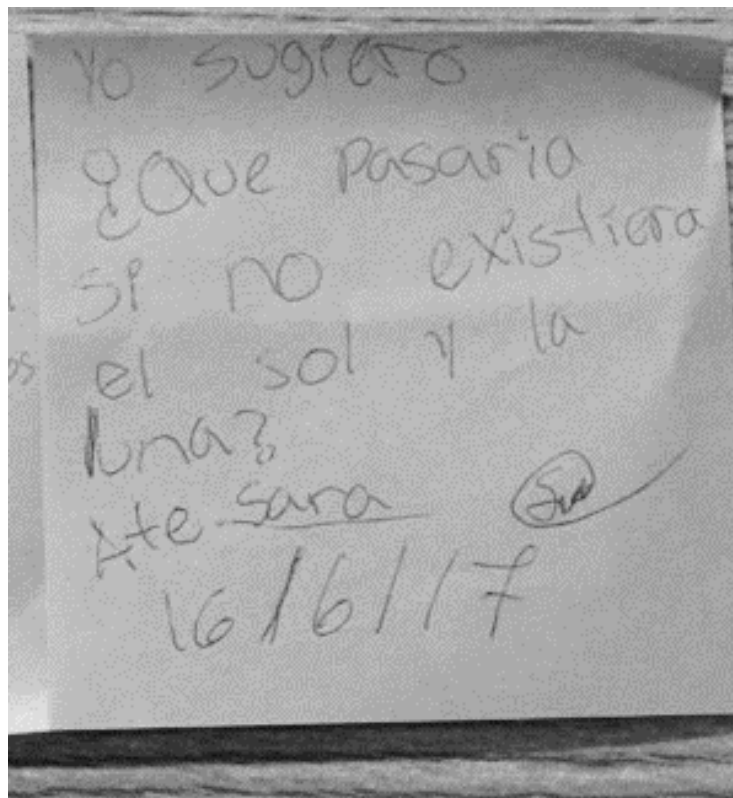 Yo sugiero
¿Que pasaria
si no existiera
el sol y la
luna?
Ate sara
16/6/17